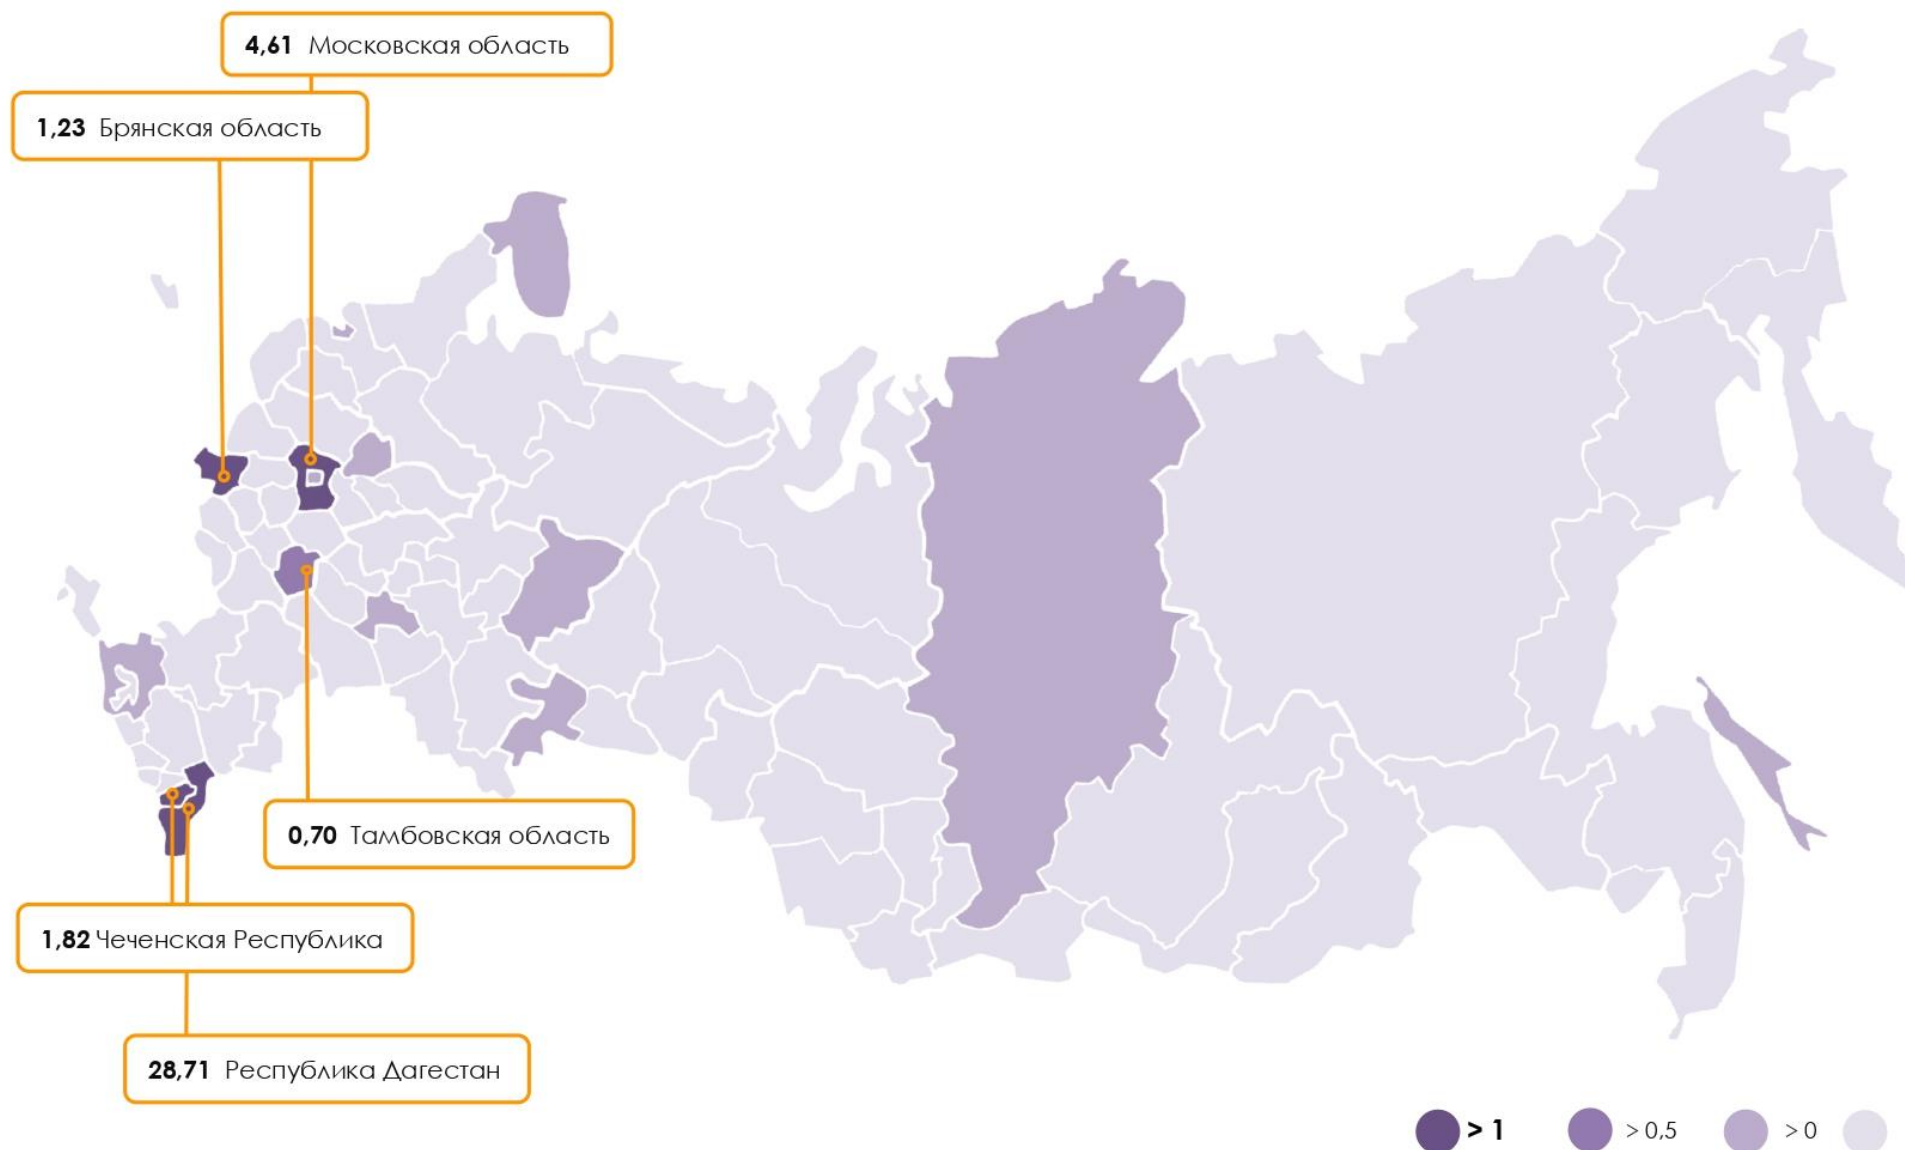 4,61 Московская область
1,23 Брянская область
0,70 Тамбовская область
1,82 Чеченская Республика
28,71 Республика Дагестан
> 1 > 0,5 > 0